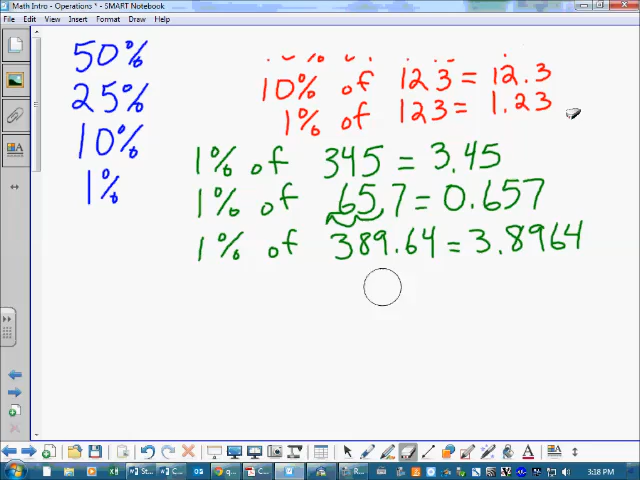 Math Intro - Operations * - SMART Notebook
File Edit View Insert Format Draw Help
50%
25%
10%
1%
10% of 123 = 12.3
1% of 123 = 1.23
1% of 345 = 3.45
1% of 65.7 = 0.657
1% of 389.64 = 3.8964
St...
C...
q...
C...
R...
3:18 PM